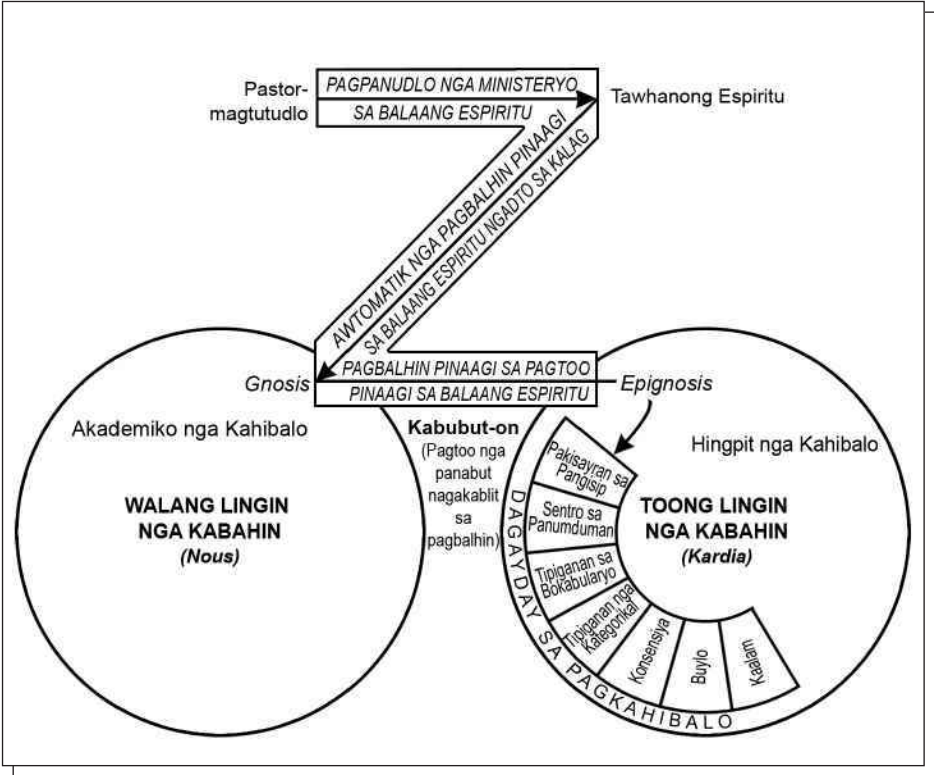 Pastor-
magtutudlo
PAGPANUDLO NGA MINISTERYO
SA BALAANG ESPIRITU
Tawhanong Espiritu
AWTOMATIK NGA PAGBALHIN PINAAGI
SA BALAANG ESPIRITU NGADTO SA KALAG
Gnosis
PAGBALHIN PINAAGI SA PAGTOO
PINAAGI SA BALAANG ESPIRITU
Epignosis
Akademiko nga Kahibalo
WALANG LINGIN
NGA KABAHIN
(Nous)
Kabubut-on
(Pagtoo nga
panabut
nagakablit
sa
pagbalhin)
Hingpit nga Kahibalo
TOONG LINGIN
NGA KABAHIN
(Kardia)
DAGAYDAY SA PAGKAHIBALO
Pakisayran sa
Pangisip
Sentro sa
Panumduman
Tipiganan sa
Bokabularyo
Tipiganan nga
Kategorikal
Konsensiya
Buylo
Kaalam